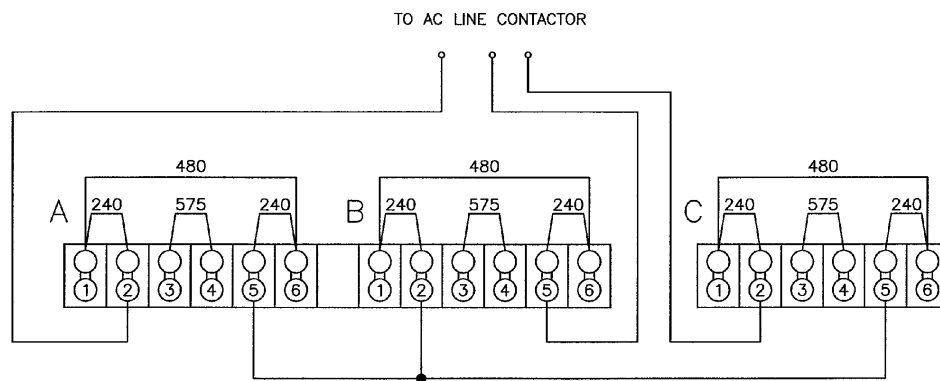 TO AC LINE CONTACTOR
480 480 480
A 240 575 240 B 240 575 240 C 240 575 240
1 2 3 4 5 6 1 2 3 4 5 6 1 2 3 4 5 6